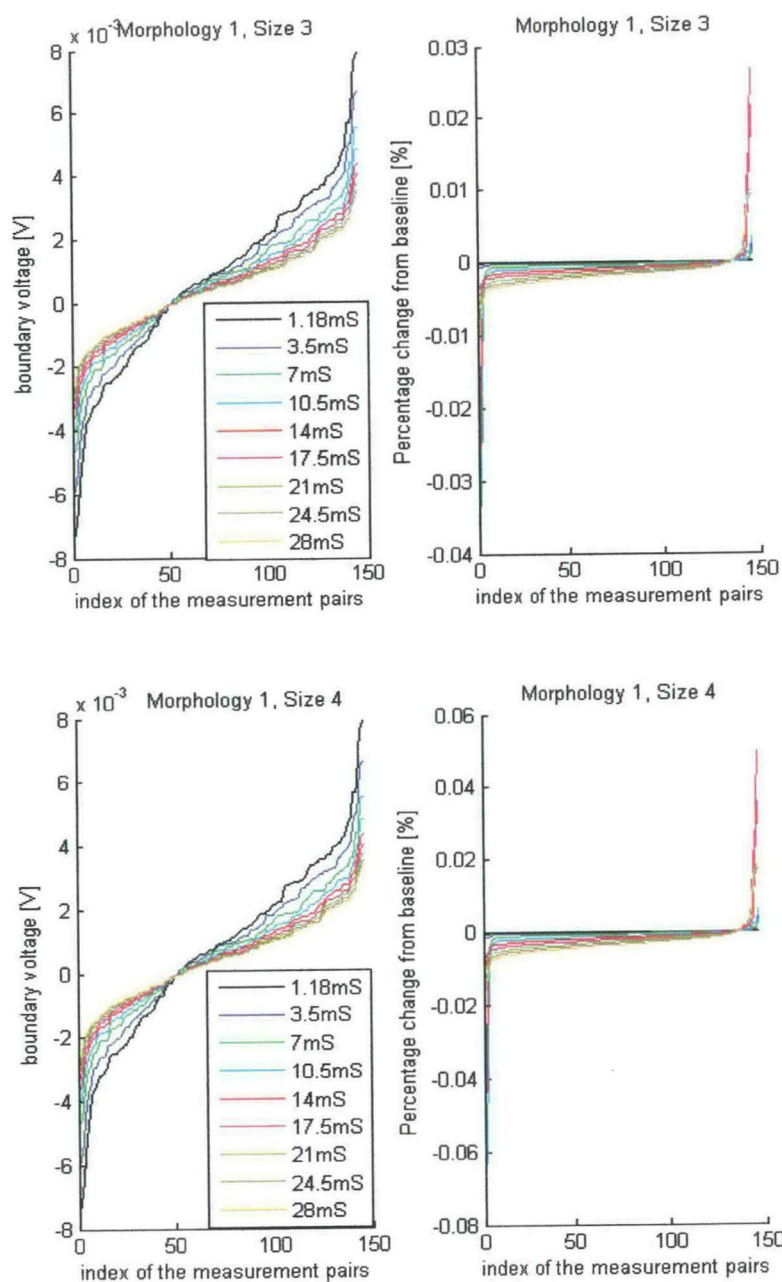 x 10-3 Morphology 1, Size 3
8
6
4
2
0
-2
-4
-6
-8
boundary voltage [V]
1.18mS
3.5mS
7mS
10.5mS
14mS
17.5mS
21mS
24.5mS
28mS
0 50 100 150
index of the measurement pairs
Morphology 1, Size 3
0.03
0.02
0.01
0
-0.01
-0.02
-0.03
-0.04
Percentage change from baseline [%]
0 50 100 150
index of the measurement pairs
x 10-3 Morphology 1, Size 4
8
6
4
2
0
-2
-4
-6
-8
boundary voltage [V]
1.18mS
3.5mS
7mS
10.5mS
14mS
17.5mS
21mS
24.5mS
28mS
0 50 100 150
index of the measurement pairs
Morphology 1, Size 4
0.06
0.04
0.02
0
-0.02
-0.04
-0.06
-0.08
Percentage change from baseline [%]
0 50 100 150
index of the measurement pairs